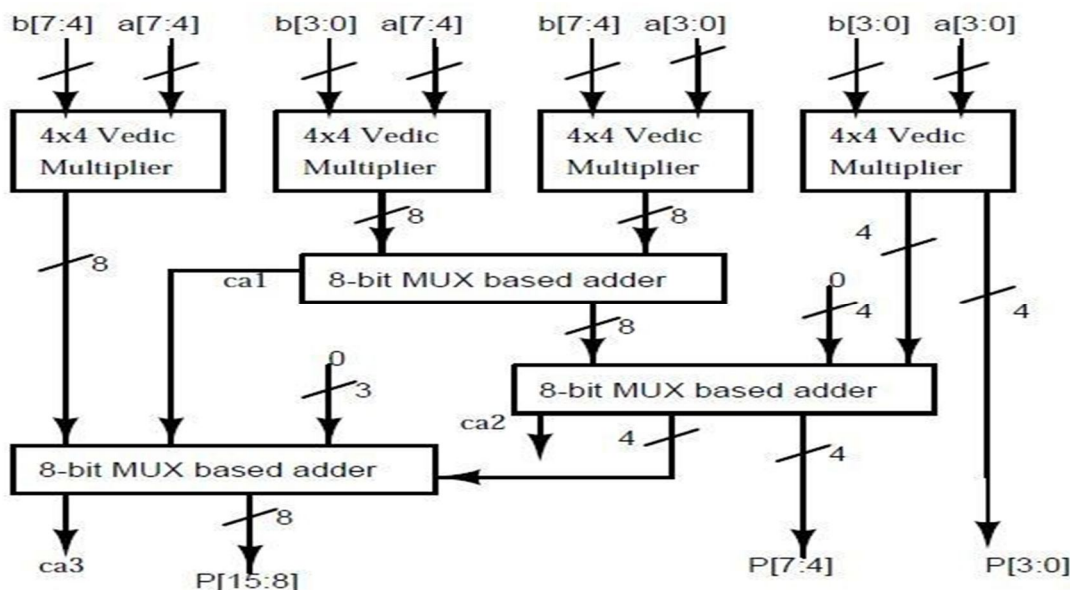 b[7:4] a[7:4] b[3:0] a[7:4] b[7:4] a[3:0] b[3:0] a[3:0]
4x4 Vedic
Multiplier
4x4 Vedic
Multiplier
4x4 Vedic
Multiplier
4x4 Vedic
Multiplier
8
8
8
4
4
ca1
8-bit MUX based adder
8
0
4
8-bit MUX based adder
0
3
ca2
4
4
8-bit MUX based adder
8
ca3
P[15:8]
P[7:4]
P[3:0]